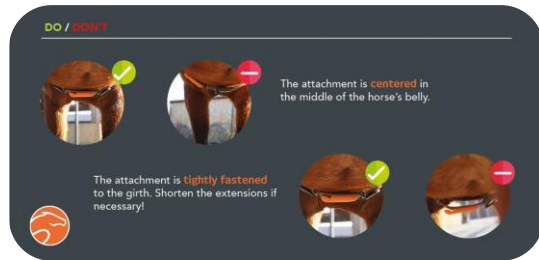 DO / DON'T
The attachment is centered in
the middle of the horse's belly.
The attachment is tightly fastened
to the girth. Shorten the extensions if
necessary!